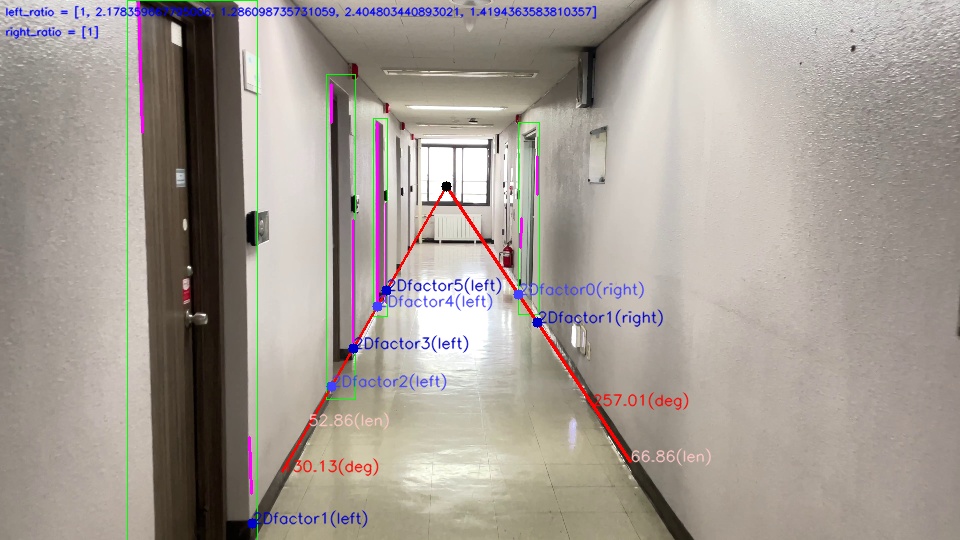 left_ratio = [1, 2.1783596
1.286098735731059, 2.404803440893021, 1.4194363583810357]
right_ratio = [1]
2Dfactor5(left)
2Dfactor0(right)
2Dfactor4(left)
2Dfactor1(right)
2Dfactor3(left)
2Dfactor2(left)
257.01(deg)
52.86(len)
66.86(len)
30.13(deg)
2Dfactor1(left)